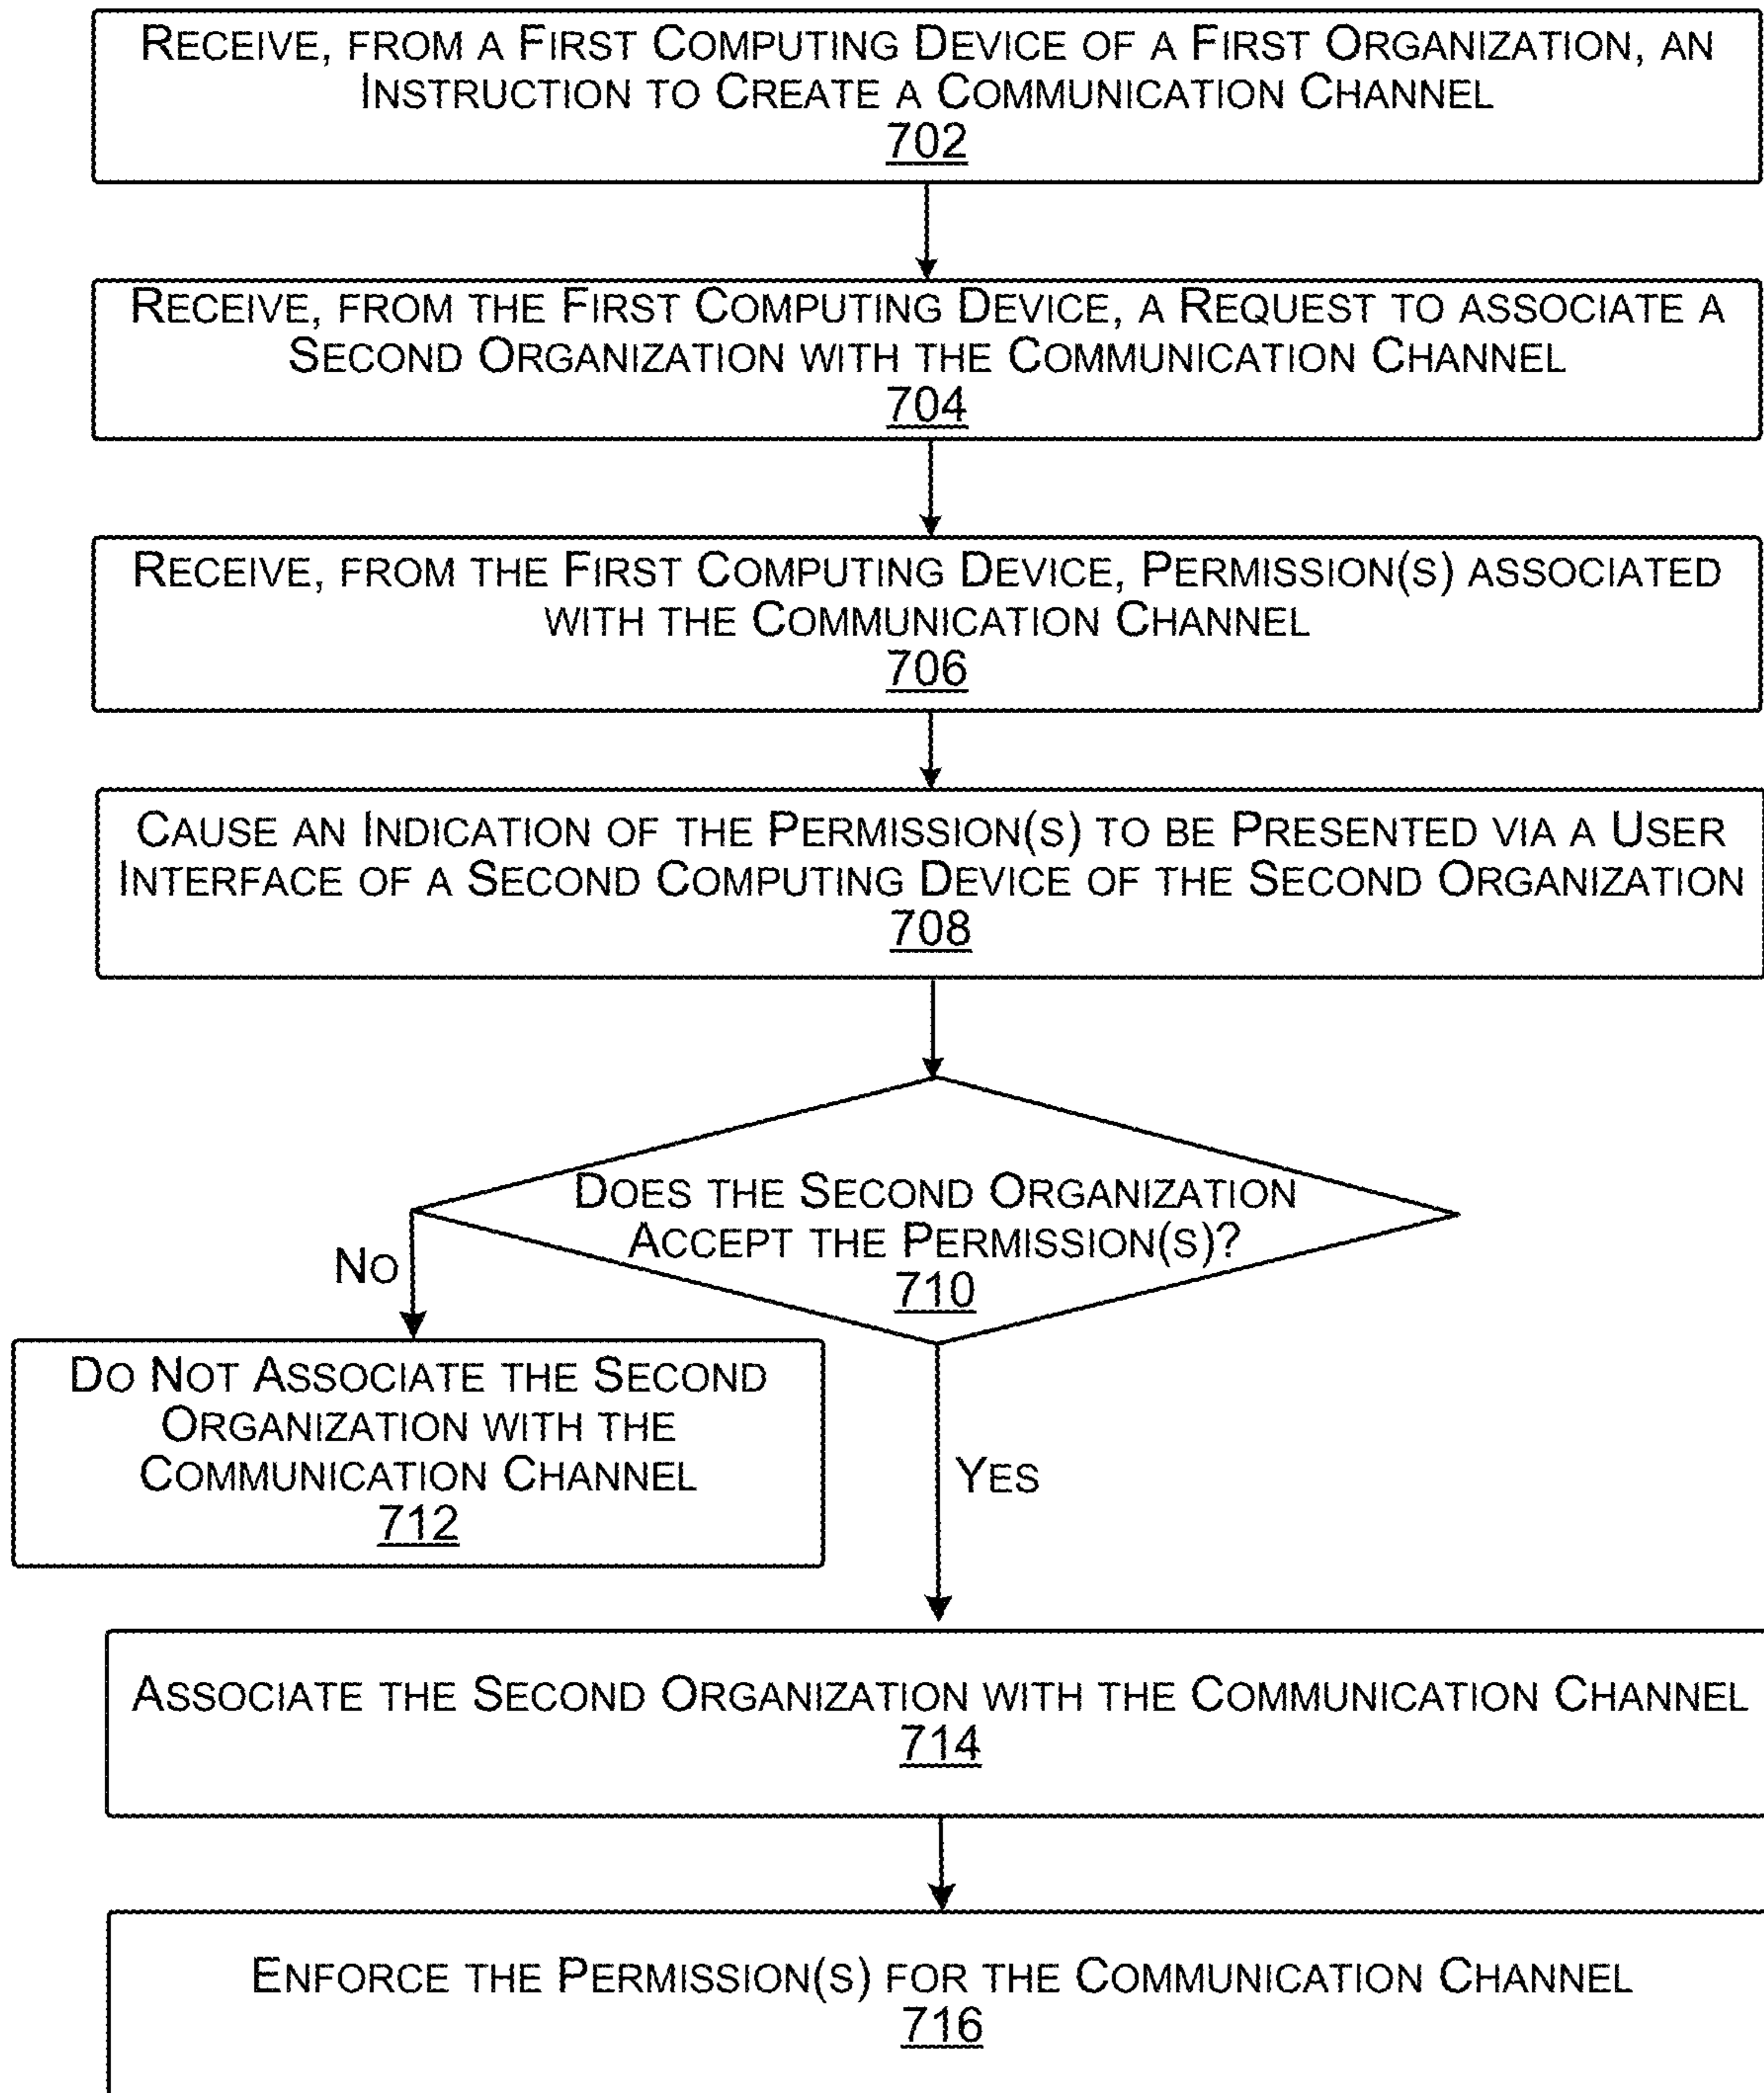 RECEIVE, FROM A FIRST COMPUTING DEVICE OF A FIRST ORGANIZATION, AN
INSTRUCTION TO CREATE A COMMUNICATION CHANNEL
702
RECEIVE, FROM THE FIRST COMPUTING DEVICE, A REQUEST TO ASSOCIATE A
SECOND ORGANIZATION WITH THE COMMUNICATION CHANNEL
704
RECEIVE, FROM THE FIRST COMPUTING DEVICE, PERMISSION(S) ASSOCIATED
WITH THE COMMUNICATION CHANNEL
706
CAUSE AN INDICATION OF THE PERMISSION(S) TO BE PRESENTED VIA A USER
INTERFACE OF A SECOND COMPUTING DEVICE OF THE SECOND ORGANIZATION
708
DOES THE SECOND ORGANIZATION
ACCEPT THE PERMISSION(S)?
710
NO
DO NOT ASSOCIATE THE SECOND
ORGANIZATION WITH THE
COMMUNICATION CHANNEL
712
YES
ASSOCIATE THE SECOND ORGANIZATION WITH THE COMMUNICATION CHANNEL
714
ENFORCE THE PERMISSION(S) FOR THE COMMUNICATION CHANNEL
716